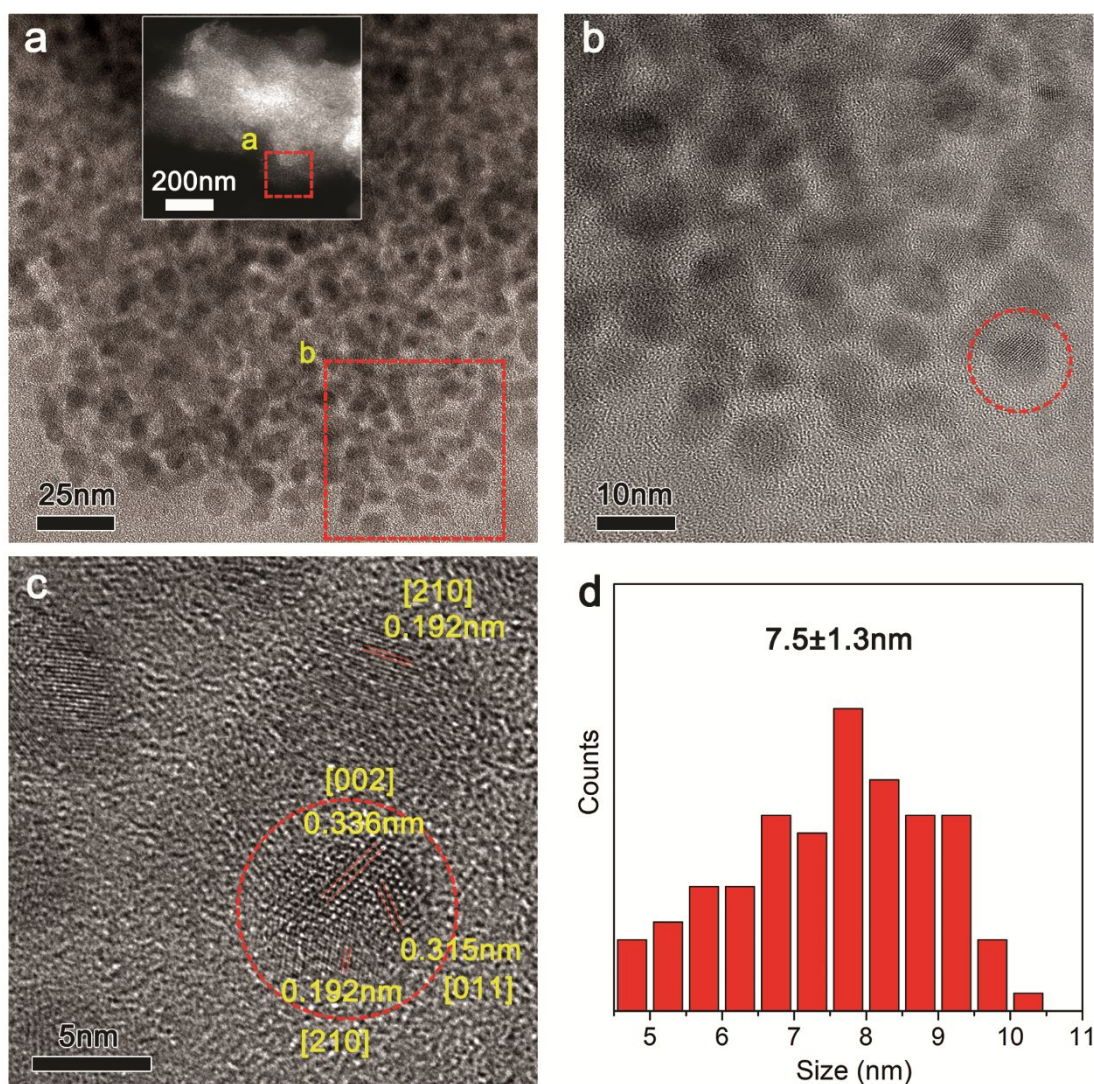 a
a
200nm
b
25nm
b
10nm
c
[210]
0.192nm
[002]
0.336nm
0.315nm
[011]
0.192nm
[210]
5nm
d
7.5±1.3nm
Counts
5 6 7 8 9 10 11
Size (nm)